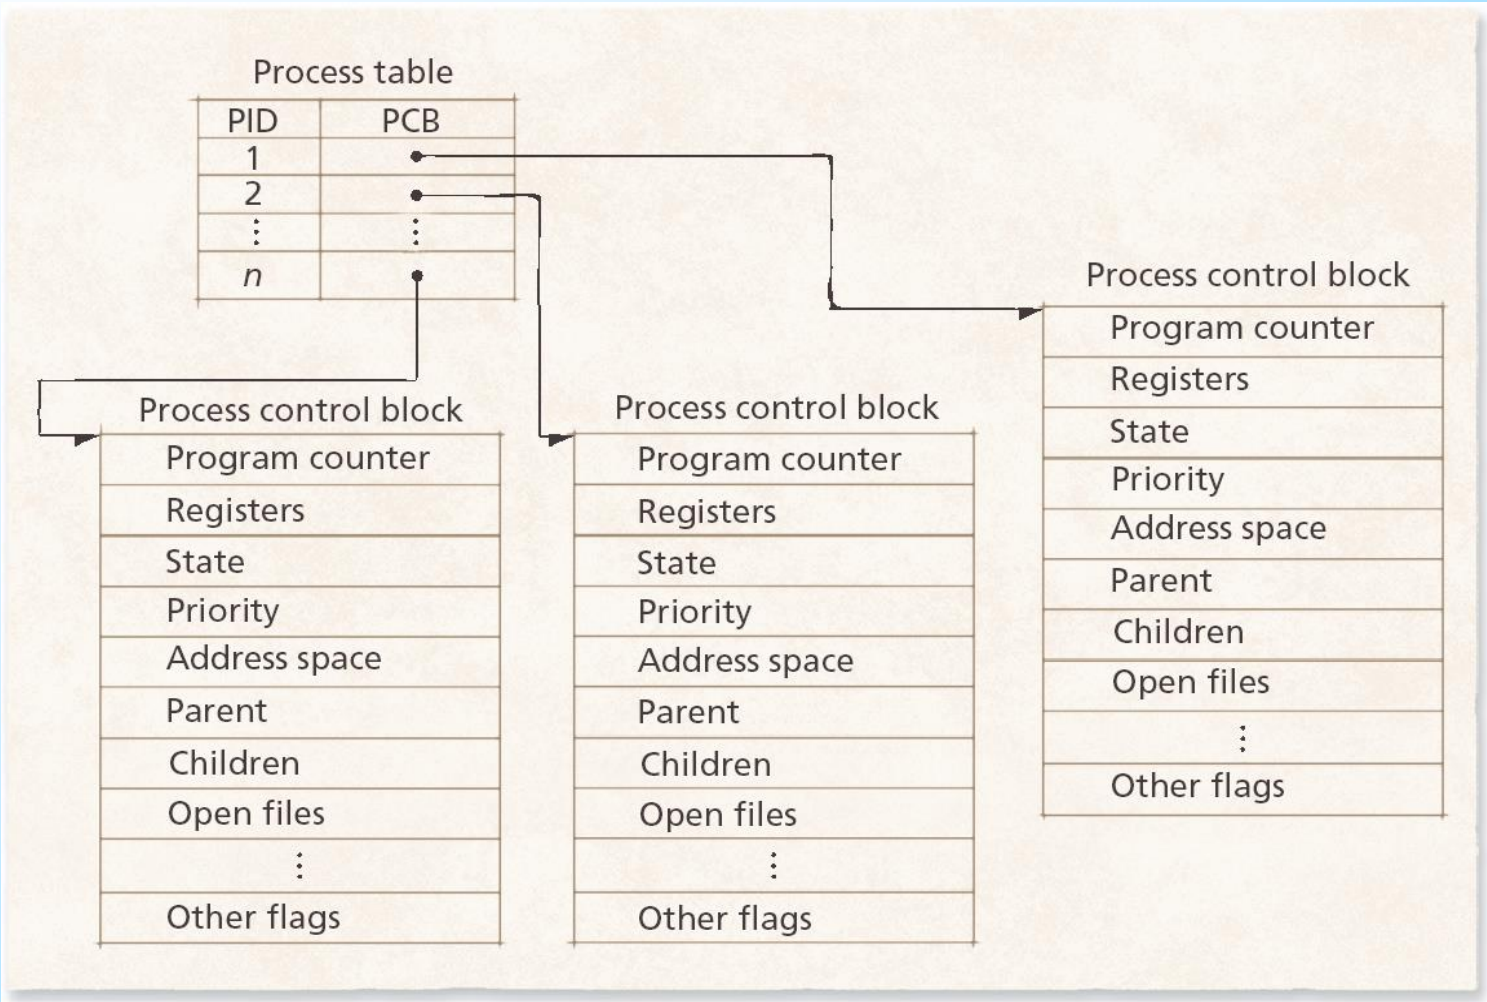 Process table
PID PCB
1
2
⋮ ⋮
n
Process control block
Program counter
Registers
State
Priority
Address space
Parent
Children
Open files
⋮
Other flags
Process control block
Program counter
Registers
State
Priority
Address space
Parent
Children
Open files
⋮
Other flags
Process control block
Program counter
Registers
State
Priority
Address space
Parent
Children
Open files
⋮
Other flags